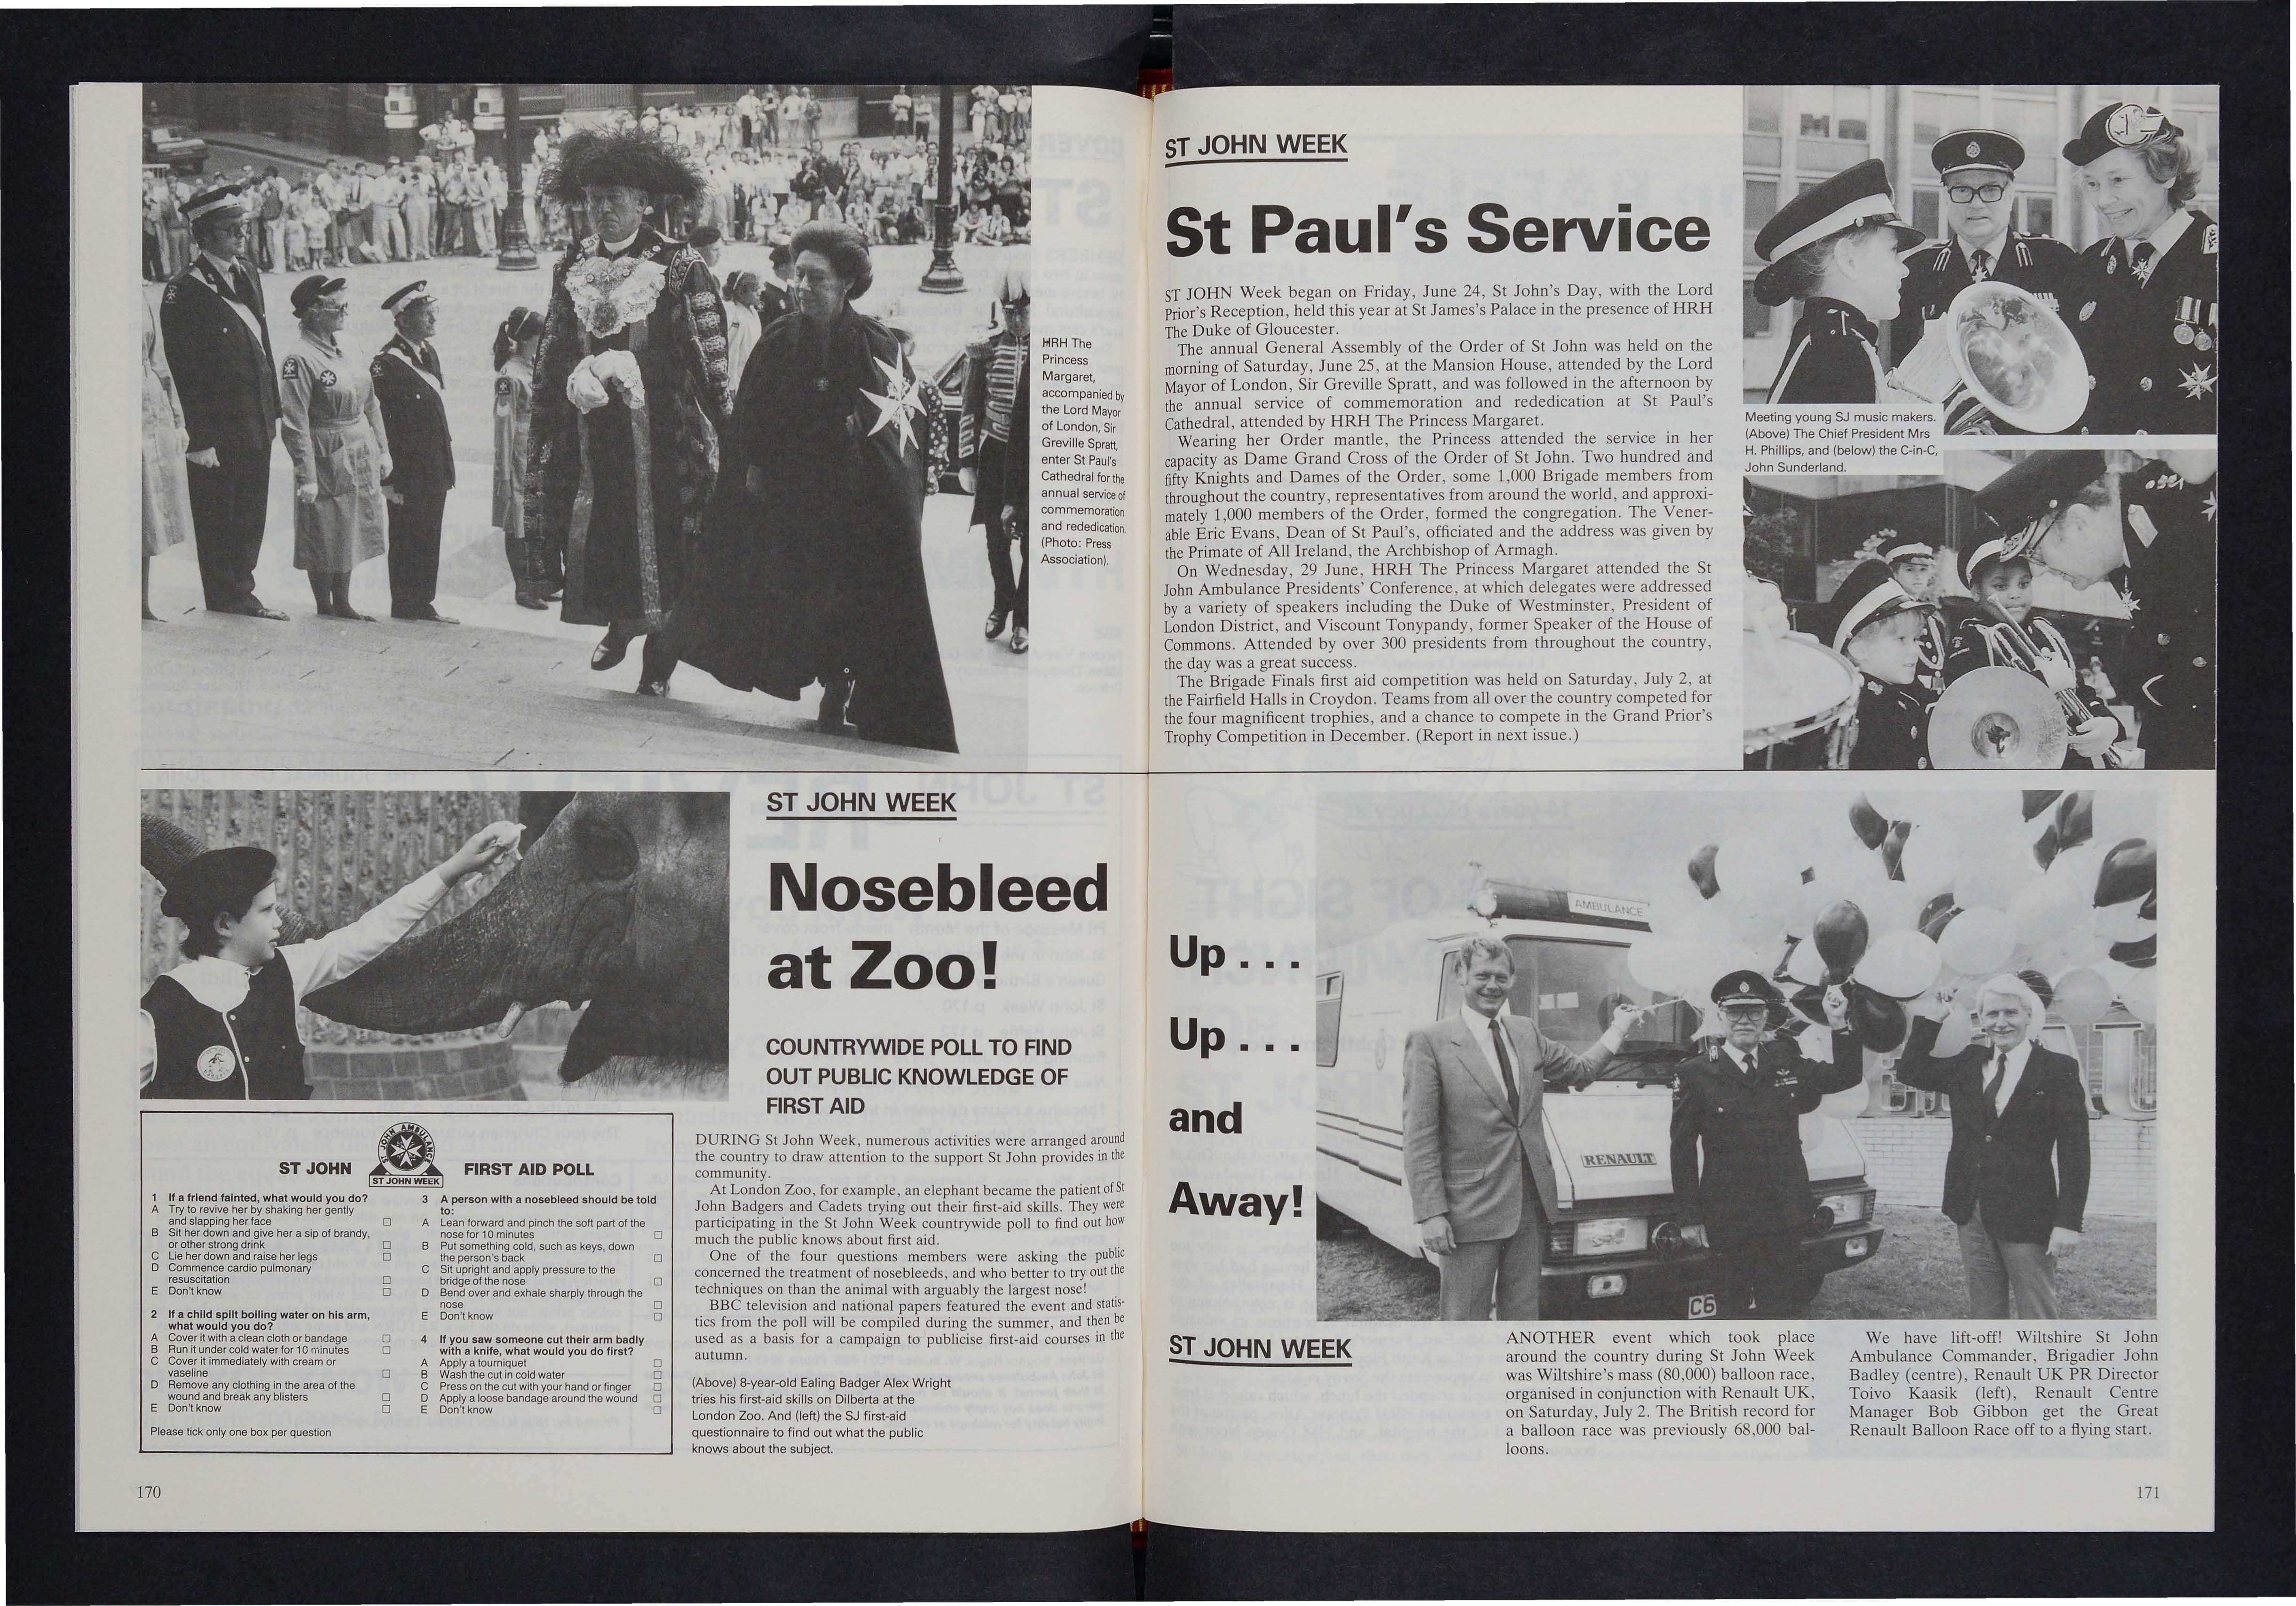 HRH The
Princess
Margaret,
accompanied by
the Lord Mayor
of London, Sir
Greville Spratt,
enter St Paul's
Cathedral for the
annual service of
commemoration
and rededication.
(Photo: Press
Association).
ST JOHN WEEK
Nosebleed
at Zoo!
COUNTRYWIDE POLL TO FIND
OUT PUBLIC KNOWLEDGE OF
FIRST AID
DURING St John Week, numerous activities were arranged around
the country to draw attention to the support St John provides in the
community.
At London Zoo, for example, an elephant became the patient of St
John Badgers and Cadets trying out their first-aid skills. They were
participating in the St John Week countrywide poll to find out how
much the public knows about first aid.
One of the four questions members were asking the public
concerned the treatment of nosebleeds, and who better to try out the
techniques on than the animal with arguably the largest nose!
BBC television and national papers featured the event and statis-
tics from the poll will be compiled during the summer, and then be
used as a basis for a campaign to publicise first-aid courses in the
autumn.
(Above) 8-year-old Ealing Badger Alex Wright
tries his first-aid skills on Dilberta at the
London Zoo. And (left) the SJ first-aid
questionnaire to find out what the public
knows about the subject.
ST JOHN
ST JOHN AMBULANCE
ST JOHN WEEK
FIRST AID POLL
1 If a friend fainted, what would you do?
A Try to revive her by shaking her gently
and slapping her face
B Sit her down and give her a sip of brandy,
or other strong drink
C Lie her down and raise her legs
D Commence cardio pulmonary
resuscitation
E Don't know
2 If a child spilt boiling water on his arm,
what would you do?
A Cover it with a clean cloth or bandage
B Run it under cold water for 10 minutes
C Cover it immediately with cream or
vaseline
D Remove any clothing in the area of the
wound and break any blisters
E Don't know
Please tick only one box per question
3 A person with a nosebleed should be told
to:
A Lean forward and pinch the soft part of the
nose for 10 minutes
B Put something cold, such as keys, down
the person's back
C Sit upright and apply pressure to the
bridge of the nose
D Bend over and exhale sharply through the
nose
E Don't know
4 If you saw someone cut their arm badly
with a knife, what would you do first?
A Apply a tourniquet
B Wash the cut in cold water
C Press on the cut with your hand or finger
D Apply a loose bandage around the wound
E Don't know
170
ST JOHN WEEK
St Paul's Service
ST JOHN Week began on Friday, June 24, St John's Day, with the Lord
Prior's Reception, held this year at St James's Palace in the presence of HRH
The Duke of Gloucester.
The annual General Assembly of the Order of St John was held on the
morning of Saturday, June 25, at the Mansion House, attended by the Lord
Mayor of London, Sir Greville Spratt, and was followed in the afternoon by
the annual service of commemoration and rededication at St Paul's
Cathedral, attended by HRH The Princess Margaret.
Wearing her Order mantle, the Princess attended the service in her
capacity as Dame Grand Cross of the Order of St John. Two hundred and
fifty Knights and Dames of the Order, some 1,000 Brigade members from
throughout the country, representatives from around the world, and approxi-
mately 1,000 members of the Order, formed the congregation. The Vener-
able Eric Evans, Dean of St Paul's, officiated and the address was given by
the Primate of All Ireland, the Archbishop of Armagh.
On Wednesday, 29 June, HRH The Princess Margaret attended the St
John Ambulance Presidents' Conference, at which delegates were addressed
by a variety of speakers including the Duke of Westminster, President of
London District, and Viscount Tonypandy, former Speaker of the House of
Commons. Attended by over 300 presidents from throughout the country,
the day was a great success.
The Brigade Finals first aid competition was held on Saturday, July 2, at
the Fairfield Halls in Croydon. Teams from all over the country competed for
the four magnificent trophies, and a chance to compete in the Grand Prior's
Trophy Competition in December. (Report in next issue.)
Meeting young SJ music makers.
(Above) The Chief President Mrs
H. Phillips, and (below) the C-in-C,
John Sunderland.
Up . . .
Up . . .
and
Away!
ST JOHN WEEK
AMBULANCE
RENAULT
C6
ANOTHER event which took place
around the country during St John Week
was Wiltshire's mass (80,000) balloon race,
organised in conjunction with Renault UK,
on Saturday, July 2. The British record for
a balloon race was previously 68,000 bal-
loons.
We have lift-off! Wiltshire St John
Ambulance Commander, Brigadier John
Badley (centre), Renault UK PR Director
Toivo Kaasik (left), Renault Centre
Manager Bob Gibbon get the Great
Renault Balloon Race off to a flying start.
171